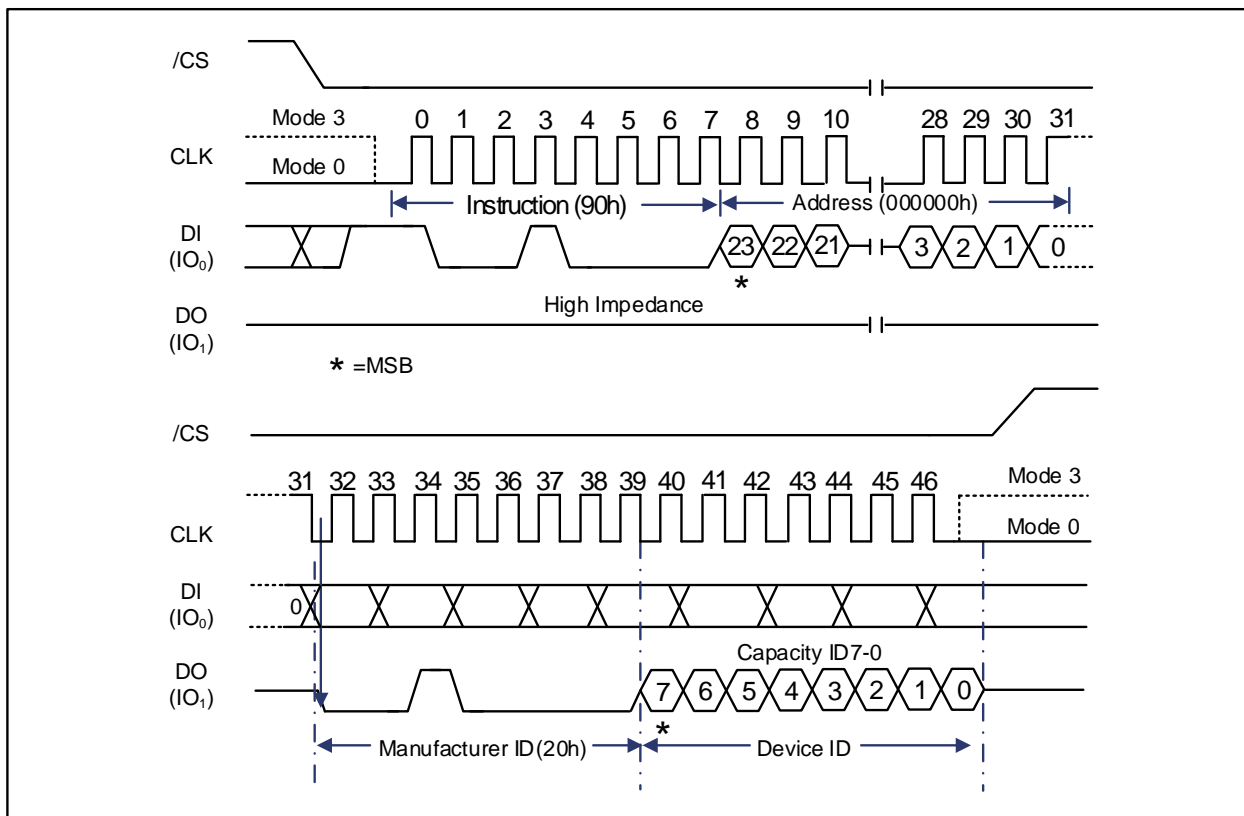 /CS
Mode 3
0 1 2 3 4 5 6 7 8 9 10 28 29 30 31
CLK
Mode 0
Instruction (90h)
Address (000000h)
DI
(IO₀)
23 22 21 3 2 1 0
*
High Impedance
DO
(IO₁)
* =MSB
/CS
31 32 33 34 35 36 37 38 39 40 41 42 43 44 45 46
Mode 3
CLK
Mode 0
DI
(IO₀)
0
Capacity ID7-0
DO
(IO₁)
7 6 5 4 3 2 1 0
*
Manufacturer ID(20h)
Device ID